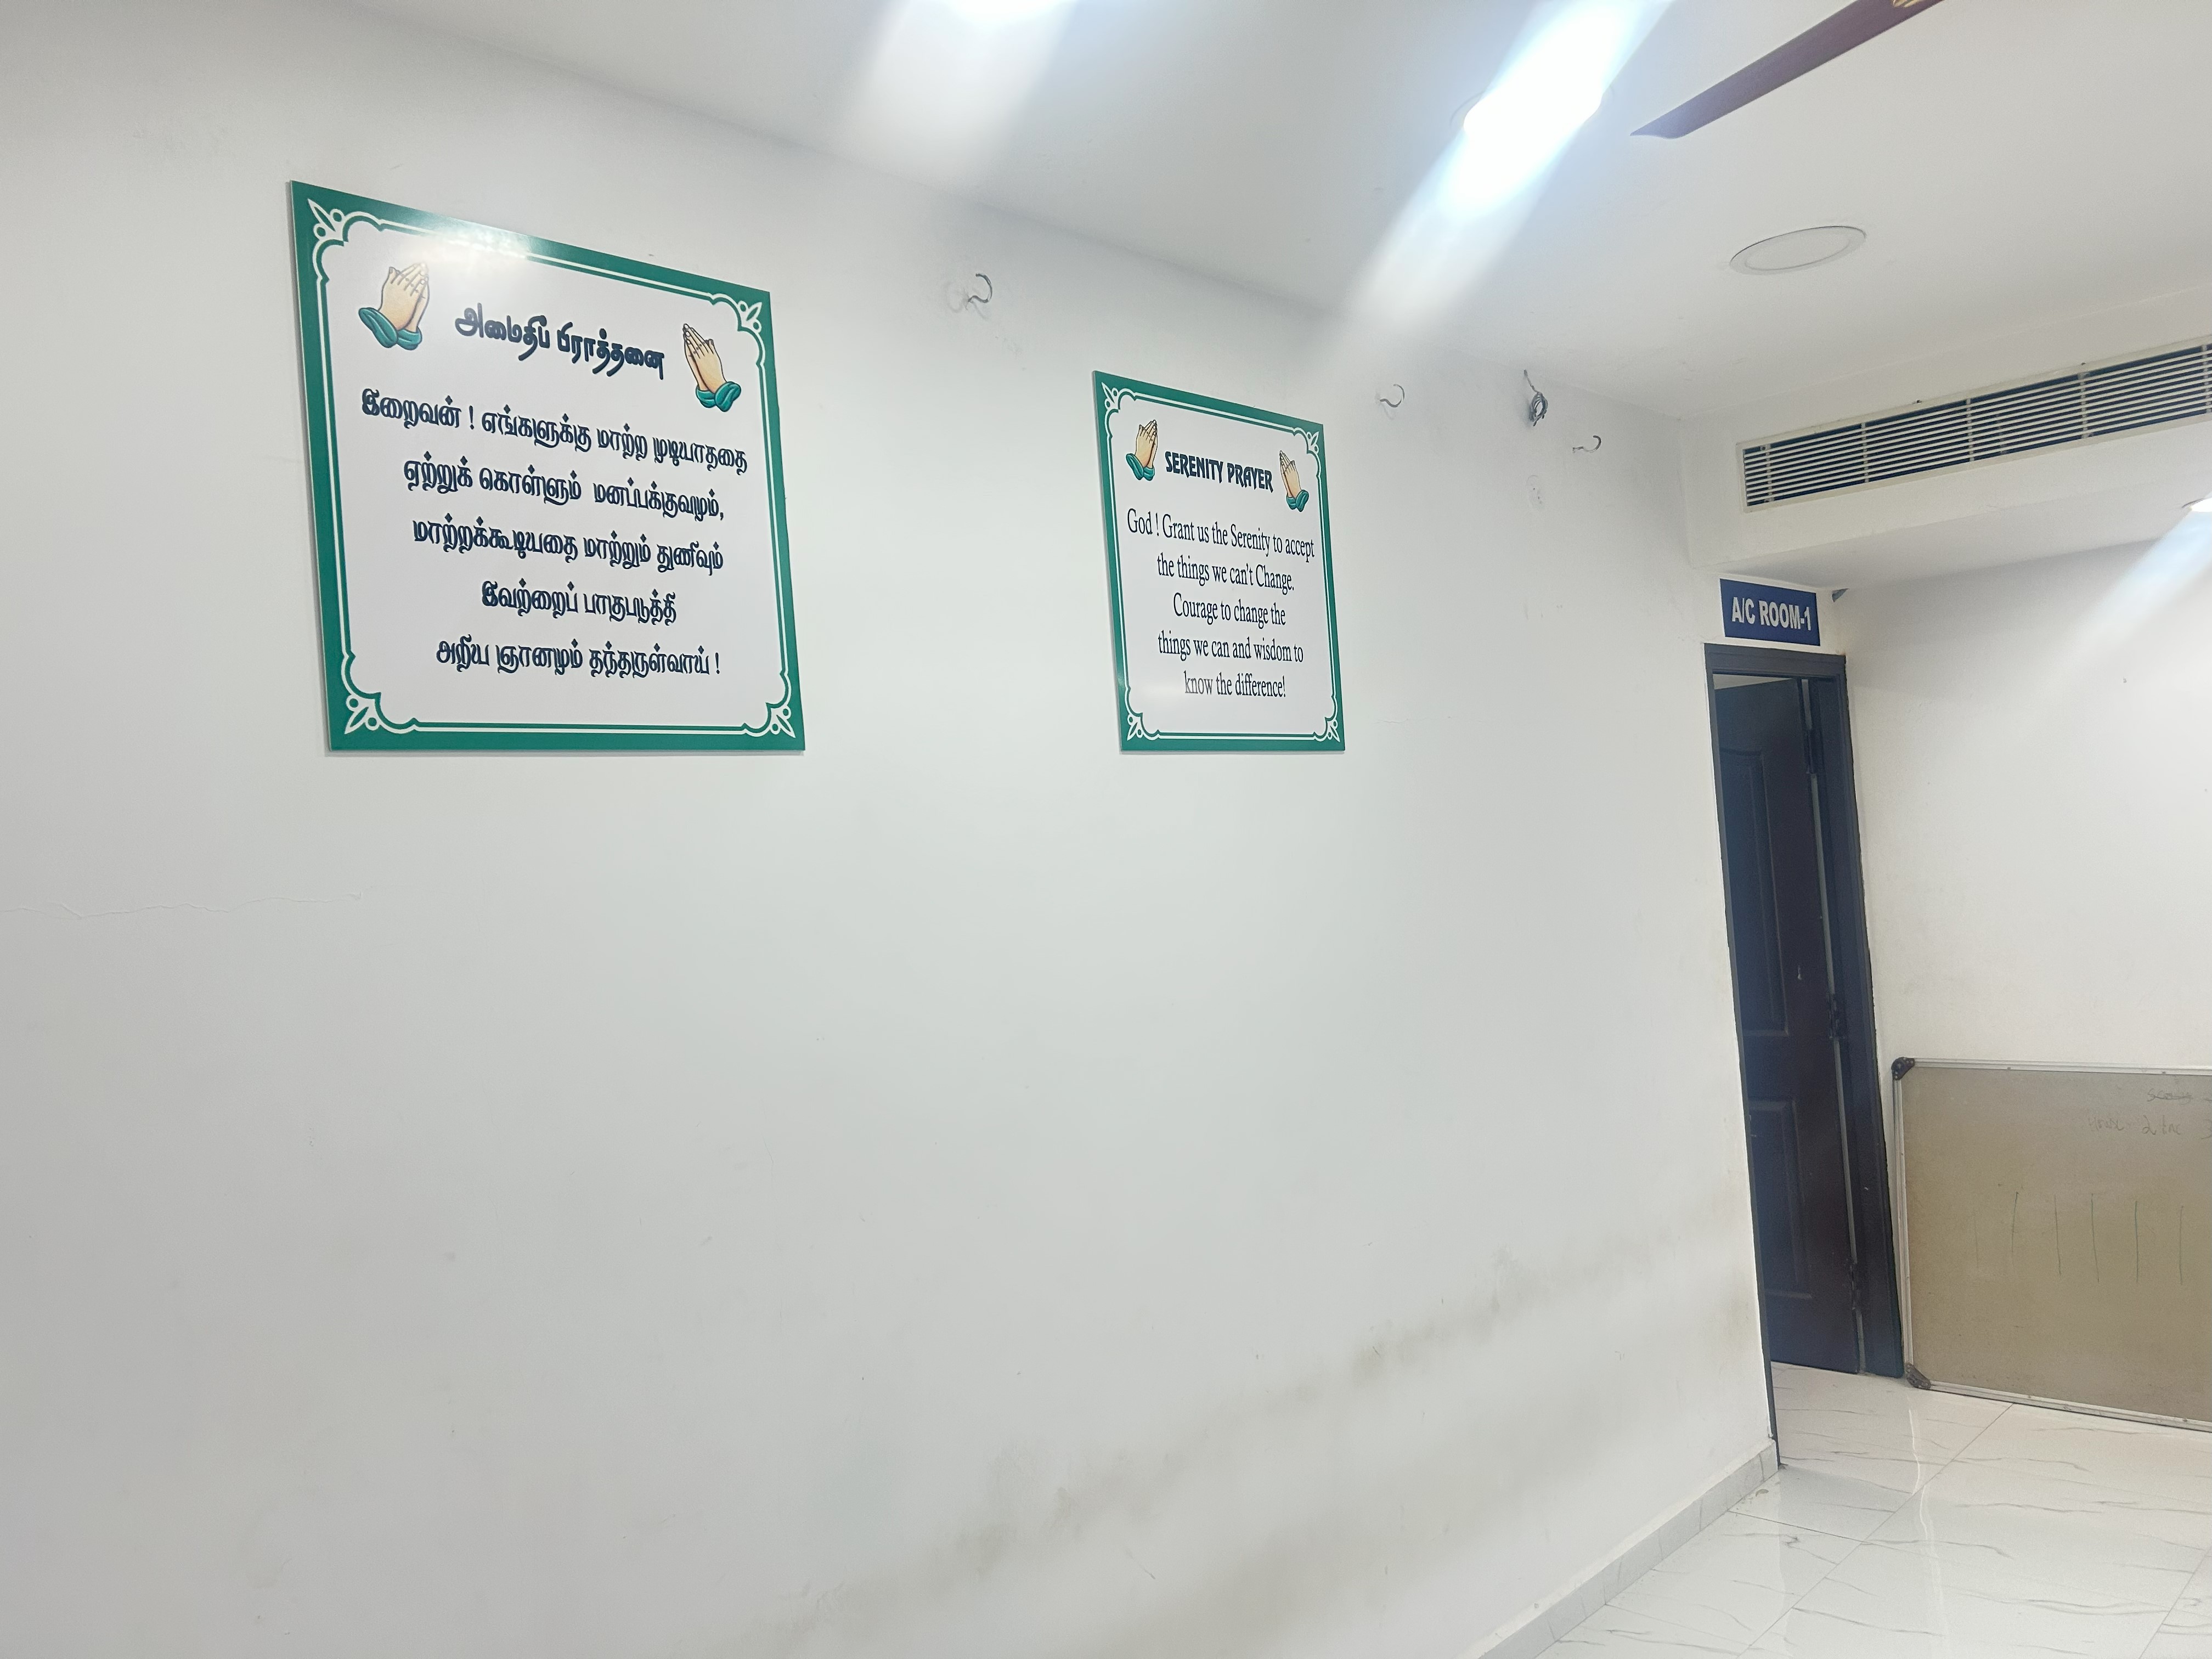 அமைதிப் பிராத்தனை
இறைவன் ! எங்களுக்கு மாற்ற முடியாததை
ஏற்றுக் கொள்ளும் மனப்பக்குவமும்,
மாற்றக்கூடியதை மாற்றும் துணிவும்
இவற்றைப் பாகுபடுத்தி
அறிய ஞானமும் தந்தருள்வாய் !
SERENITY PRAYER
God ! Grant us the Serenity to accept
the things we can't Change.
Courage to change the
things we can and wisdom to
know the difference!
A/C ROOM-1